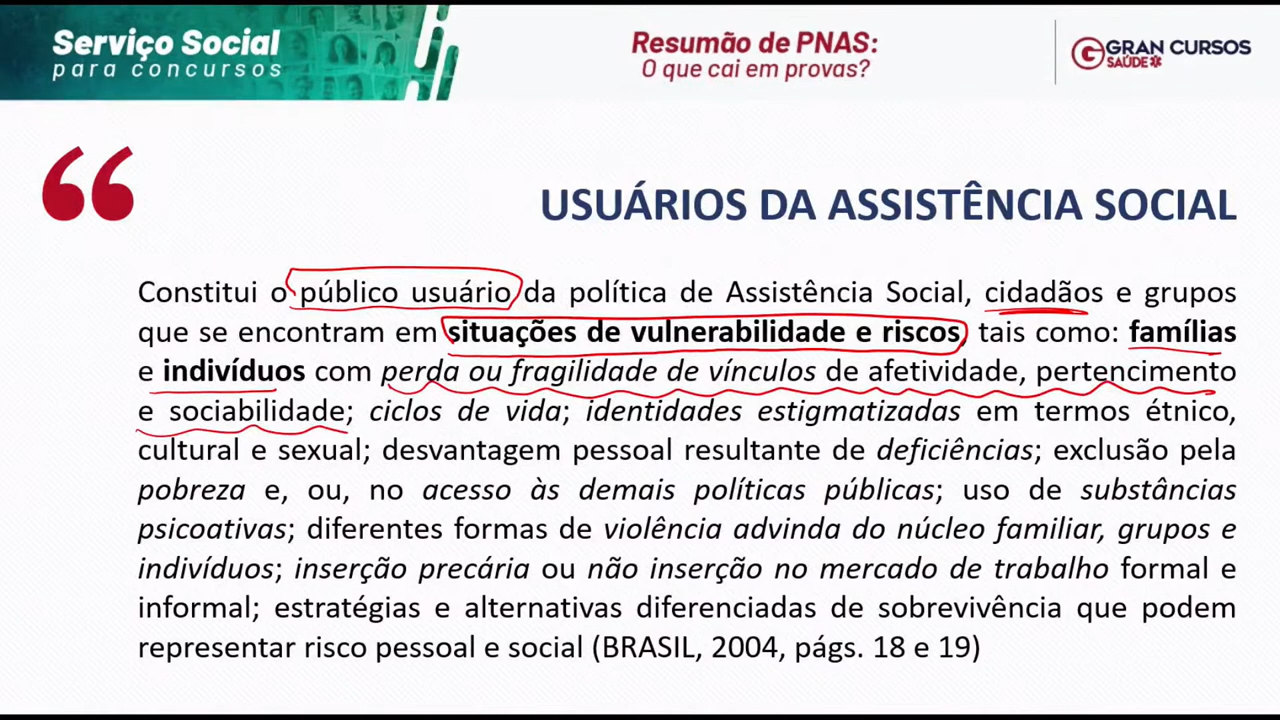 Serviço Social
para concursos
Resumão de PNAS:
O que cai em provas?
GRAN CURSOS
SAÚDE
USUÁRIOS DA ASSISTÊNCIA SOCIAL
Constitui o público usuário da política de Assistência Social, cidadãos e grupos
que se encontram em situações de vulnerabilidade e riscos, tais como: famílias
e indivíduos com perda ou fragilidade de vínculos de afetividade, pertencimento
e sociabilidade; ciclos de vida; identidades estigmatizadas em termos étnico,
cultural e sexual; desvantagem pessoal resultante de deficiências; exclusão pela
pobreza e, ou, no acesso às demais políticas públicas; uso de substâncias
psicoativas; diferentes formas de violência advinda do núcleo familiar, grupos e
indivíduos; inserção precária ou não inserção no mercado de trabalho formal e
informal; estratégias e alternativas diferenciadas de sobrevivência que podem
representar risco pessoal e social (BRASIL, 2004, págs. 18 e 19)